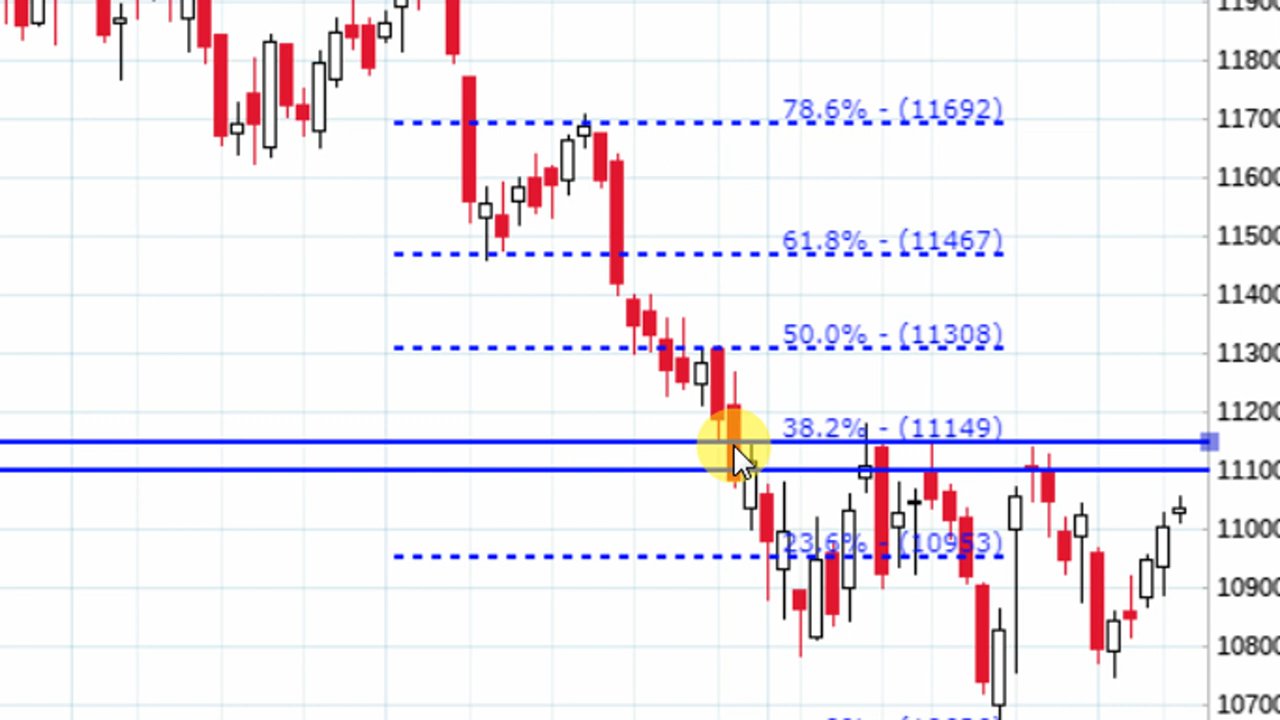 78.6% - (11692)
61.8% - (11467)
50.0% - (11308)
38.2% - (11149)
23.6% - (10953)
11800
11700
11600
11500
11400
11300
11200
11100
11000
10900
10800
10700